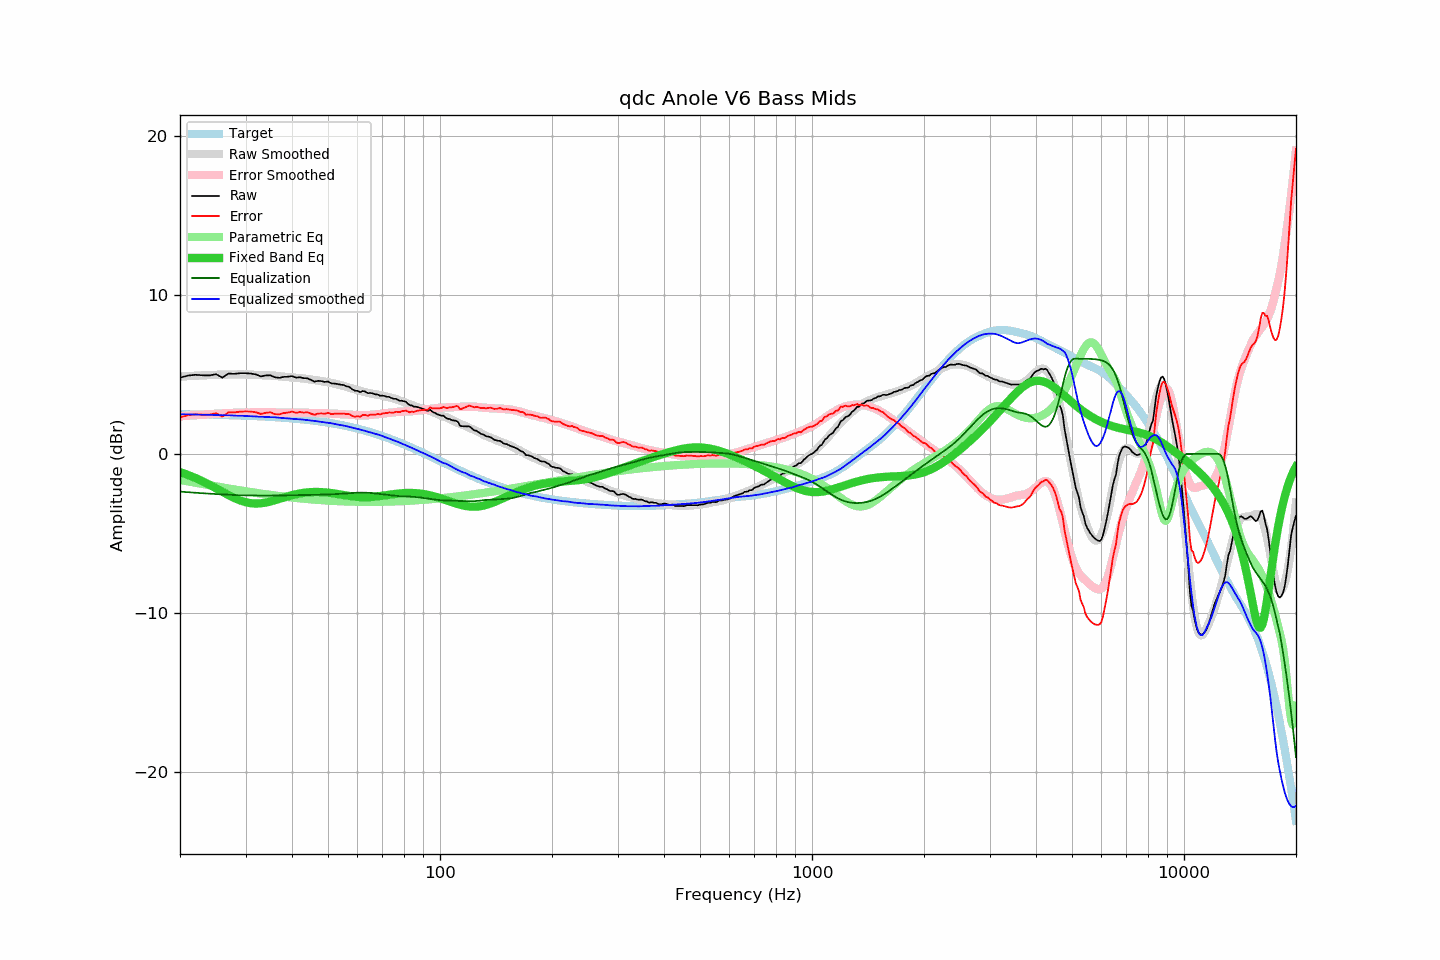 qdc Anole V6 Bass Mids
Target
Raw Smoothed
Error Smoothed
Raw
Error
Parametric Eq
Fixed Band Eq
Equalization
Equalized smoothed
20
10
0
−10
−20
Amplitude (dBr)
100
1000
10000
Frequency (Hz)